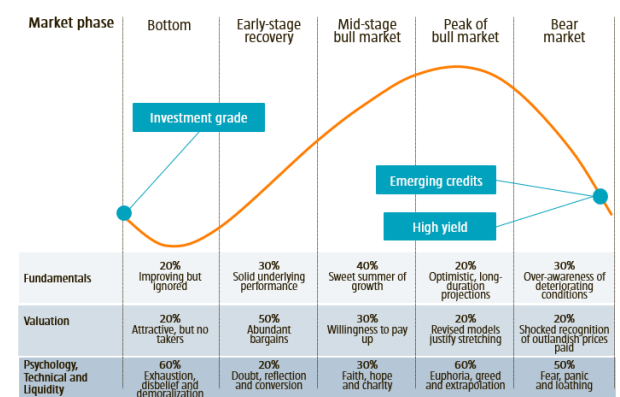 Market phase
Bottom
Early-stage
recovery
Mid-stage
bull market
Peak of
bull market
Bear
market
Investment grade
Emerging credits
High yield
Fundamentals
20%
Improving but
ignored
30%
Solid underlying
performance
40%
Sweet summer of
growth
20%
Optimistic, long-
duration
projections
30%
Over-awareness of
deteriorating
conditions
Valuation
20%
Attractive, but no
takers
50%
Abundant
bargains
30%
Willingness to pay
up
20%
Revised models
justify stretching
20%
Shocked recognition
of outlandish prices
paid
Psychology,
Technical and
Liquidity
60%
Exhaustion,
disbelief and
demoralization
20%
Doubt, reflection
and conversion
30%
Faith, hope
and charity
60%
Euphoria, greed
and extrapolation
50%
Fear, panic
and loathing